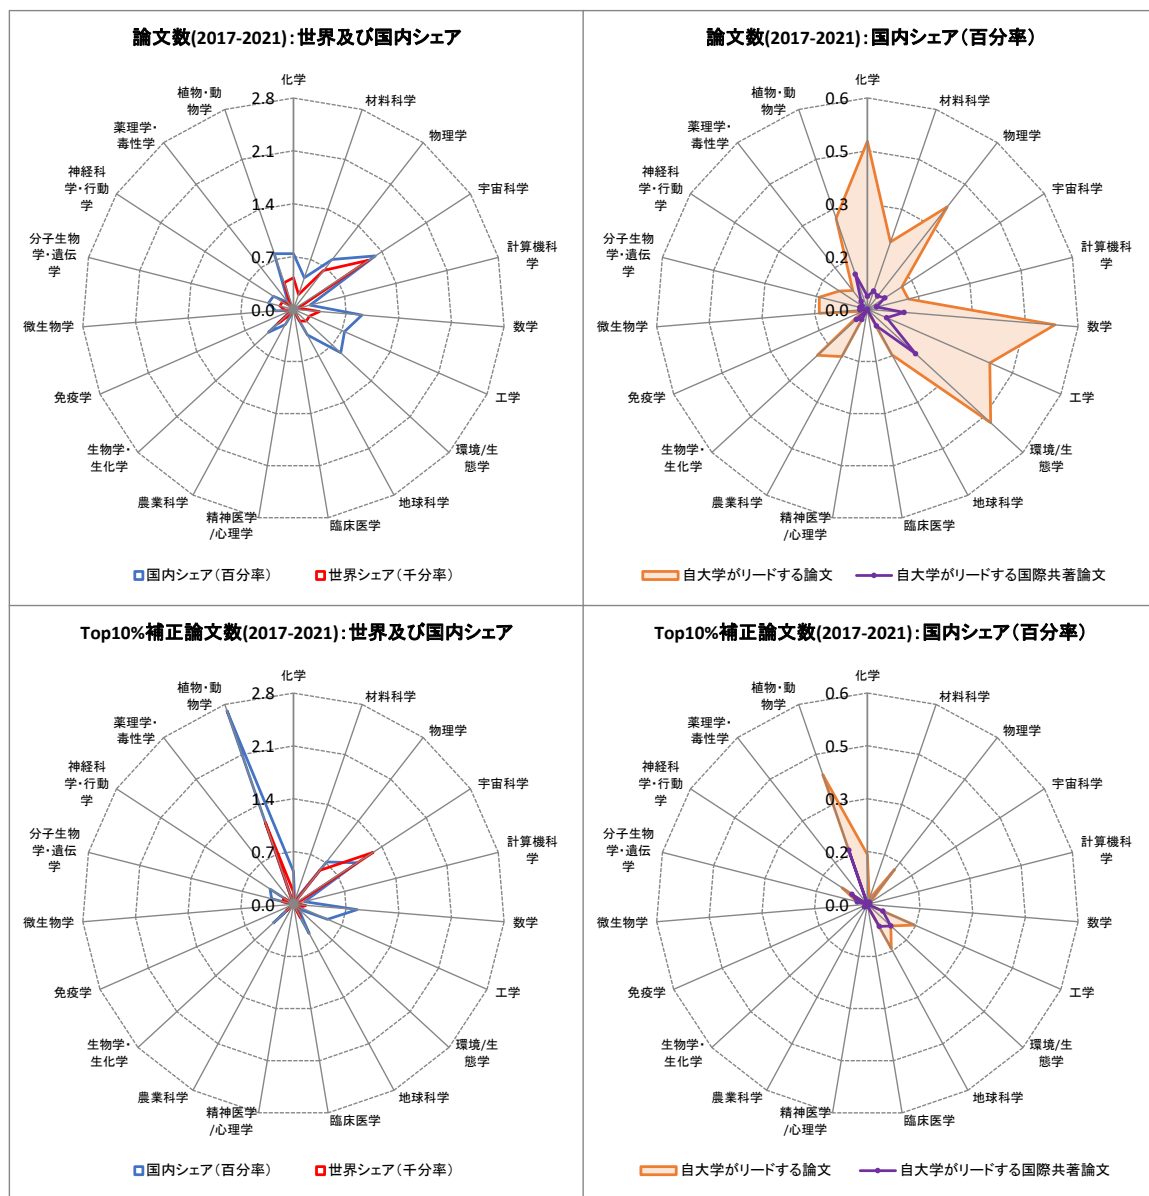 論文数(2017-2021)：世界及び国内シェア
化学
材料科学
物理学
宇宙科学
計算機科
学
数学
工学
環境/生
態学
地球科学
臨床医学
精神医学
/心理学
農業科学
生物学・
生化学
免疫学
微生物学
分子生物
学・遺伝
学
神経科
学・行動
学
薬理学・
毒性学
植物・動
物学
2.8
2.1
1.4
0.7
0.0
国内シェア（百分率）
世界シェア（千分率）
論文数(2017-2021)：国内シェア（百分率）
化学
材料科学
物理学
宇宙科学
計算機科
学
数学
工学
環境/生
態学
地球科学
臨床医学
精神医学
/心理学
農業科学
生物学・
生化学
免疫学
微生物学
分子生物
学・遺伝
学
神経科
学・行動
学
薬理学・
毒性学
植物・動
物学
0.6
0.5
0.3
0.2
0.0
自大学がリードする論文
自大学がリードする国際共著論文
Top10%補正論文数(2017-2021)：世界及び国内シェア
化学
材料科学
物理学
宇宙科学
計算機科
学
数学
工学
環境/生
態学
地球科学
臨床医学
精神医学
/心理学
農業科学
生物学・
生化学
免疫学
微生物学
分子生物
学・遺伝
学
神経科
学・行動
学
薬理学・
毒性学
植物・動
物学
2.8
2.1
1.4
0.7
0.0
国内シェア（百分率）
世界シェア（千分率）
Top10%補正論文数(2017-2021)：国内シェア（百分率）
化学
材料科学
物理学
宇宙科学
計算機科
学
数学
工学
環境/生
態学
地球科学
臨床医学
精神医学
/心理学
農業科学
生物学・
生化学
免疫学
微生物学
分子生物
学・遺伝
学
神経科
学・行動
学
薬理学・
毒性学
植物・動
物学
0.6
0.5
0.3
0.2
0.0
自大学がリードする論文
自大学がリードする国際共著論文